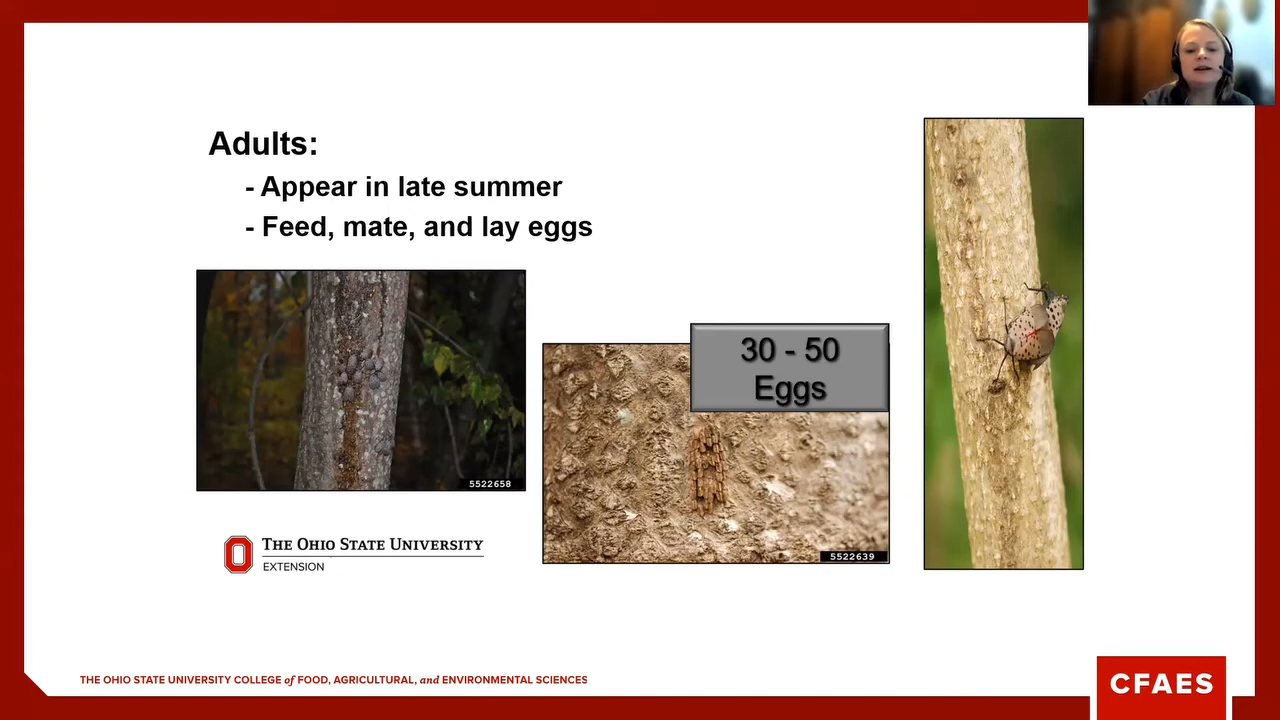 Adults:
- Appear in late summer
- Feed, mate, and lay eggs
30 - 50
Eggs
5522658
5522639
THE OHIO STATE UNIVERSITY
EXTENSION
THE OHIO STATE UNIVERSITY COLLEGE of FOOD, AGRICULTURAL, and ENVIRONMENTAL SCIENCES
CFAES